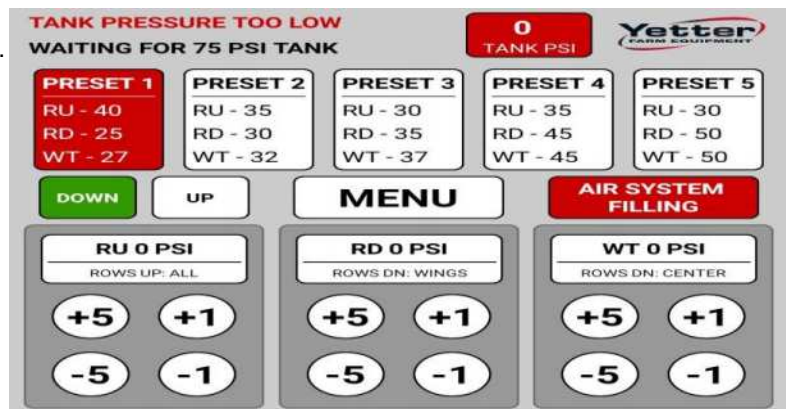 TANK PRESSURE TOO LOW
WAITING FOR 75 PSI TANK
0
TANK PSI
Yetter
FARM EQUIPMENT
PRESET 1
RU - 40
RD - 25
WT - 27
PRESET 2
RU - 35
RD - 30
WT - 32
PRESET 3
RU - 30
RD - 35
WT - 37
PRESET 4
RU - 35
RD - 45
WT - 45
PRESET 5
RU - 30
RD - 50
WT - 50
DOWN
UP
MENU
AIR SYSTEM
FILLING
RU 0 PSI
ROWS UP: ALL
+5 +1
-5 -1
RD 0 PSI
ROWS DN: WINGS
+5 +1
-5 -1
WT 0 PSI
ROWS DN: CENTER
+5 +1
-5 -1